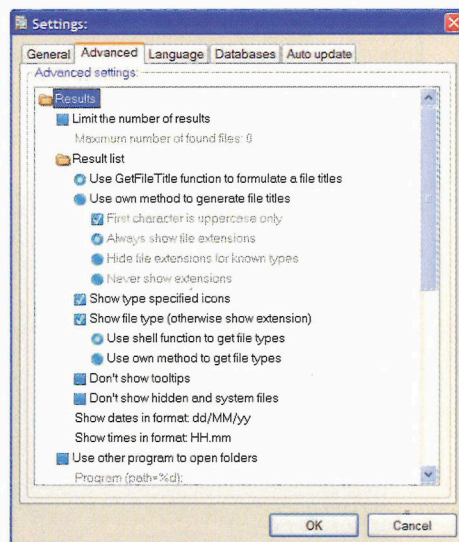 Settings:
General Advanced Language Databases Auto update
Advanced settings:
Results
Limit the number of results
Maximum number of found files: 0
Result list
Use GetFileTitle function to formulate a file titles
Use own method to generate file titles
First character is uppercase only
Always show file extensions
Hide file extensions for known types
Never show extensions
Show type specified icons
Show file type (otherwise show extension)
Use shell function to get file types
Use own method to get file types
Don't show tooltips
Don't show hidden and system files
Show dates in format: dd/MM/yy
Show times in format: HH.mm
Use other program to open folders
Program (path=%d):
OK Cancel